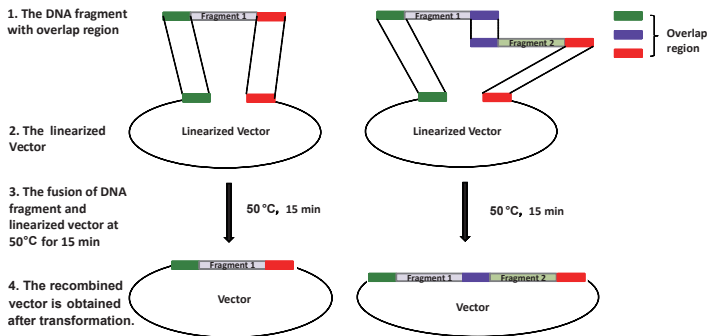 1. The DNA fragment
with overlap region
Fragment 1
Fragment 1
Fragment 2
Overlap
region
2. The linearized
Vector
Linearized Vector
Linearized Vector
3. The fusion of DNA
fragment and
linearized vector at
50°C for 15 min
50 °C, 15 min
50 °C, 15 min
4. The recombined
vector is obtained
after transformation.
Fragment 1
Vector
Fragment 1
Fragment 2
Vector